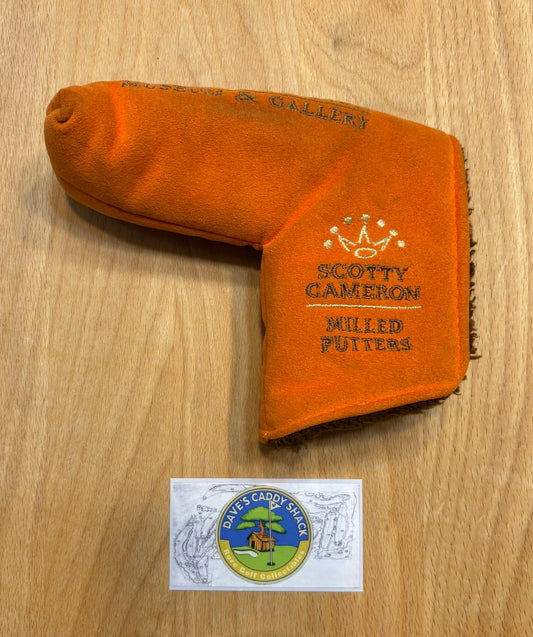 MUSEUM & GALLERY
SCOTTY
CAMERON
MILLED
PUTTERS
DAVE'S CADDY SHACK
Rare Golf Collectibles